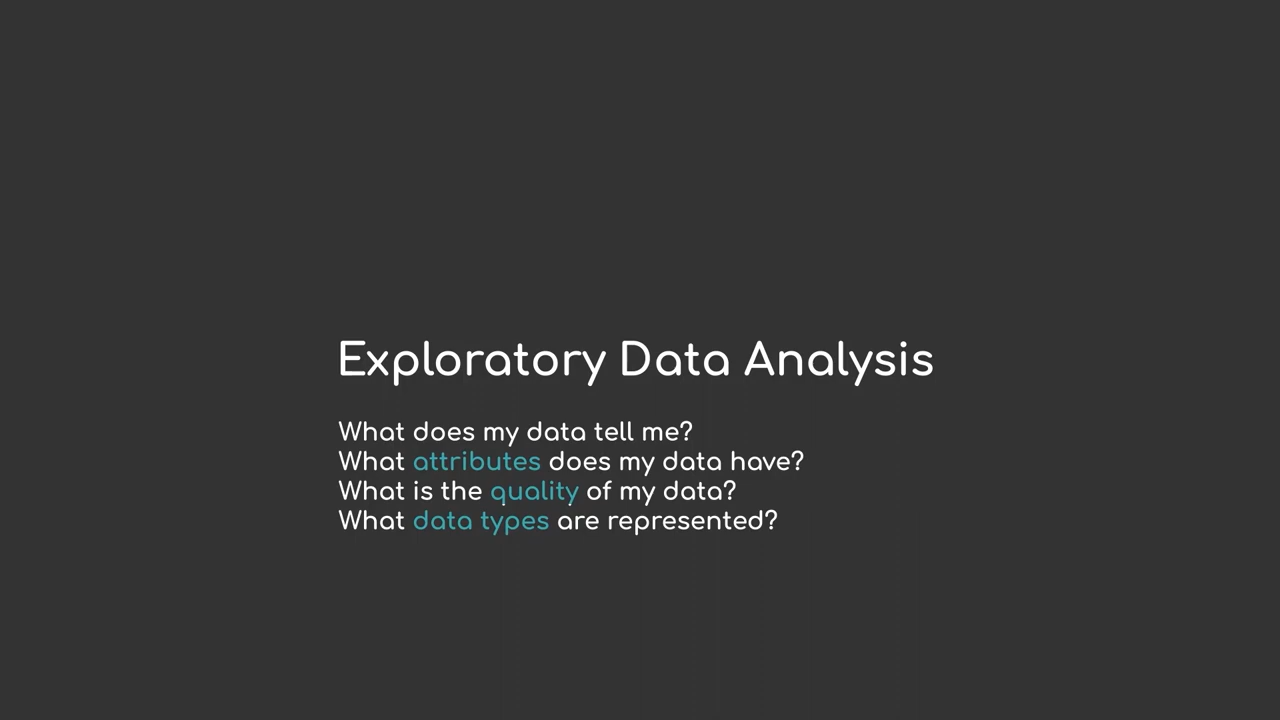 Exploratory Data Analysis
What does my data tell me?
What attributes does my data have?
What is the quality of my data?
What data types are represented?